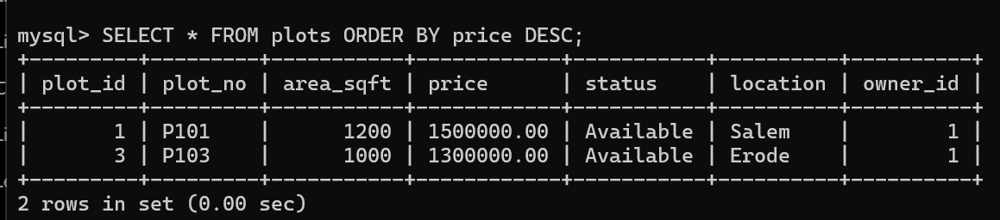 mysql> SELECT * FROM plots ORDER BY price DESC;
+---------+---------+-----------+------------+-----------+----------+----------+
| plot_id | plot_no | area_sqft | price      | status    | location | owner_id |
+---------+---------+-----------+------------+-----------+----------+----------+
|       1 | P101    |      1200 | 1500000.00 | Available | Salem    |        1 |
|       3 | P103    |      1000 | 1300000.00 | Available | Erode    |        1 |
+---------+---------+-----------+------------+-----------+----------+----------+
2 rows in set (0.00 sec)